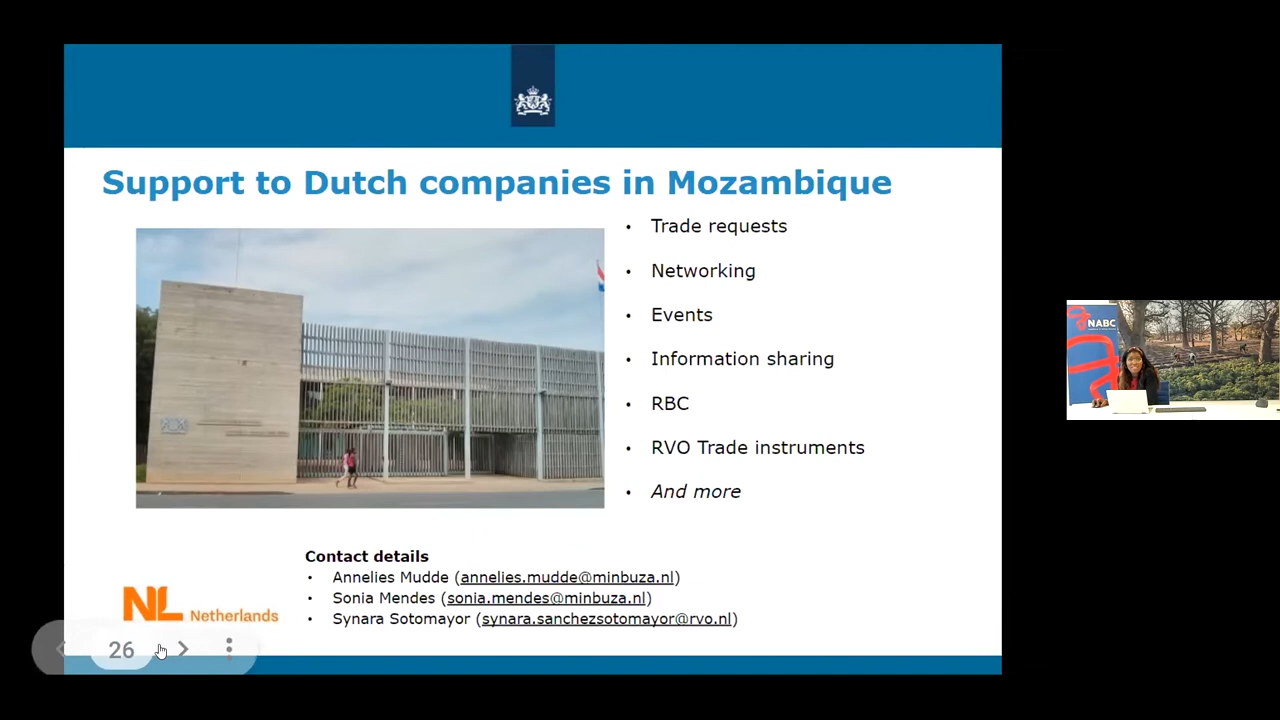 Support to Dutch companies in Mozambique
• Trade requests
• Networking
• Events
• Information sharing
• RBC
• RVO Trade instruments
• And more
Contact details
• Annelies Mudde (annelies.mudde@minbuza.nl)
• Sonia Mendes (sonia.mendes@minbuza.nl)
• Synara Sotomayor (synara.sanchezsotomayor@rvo.nl)
NL Netherlands
26
NABC